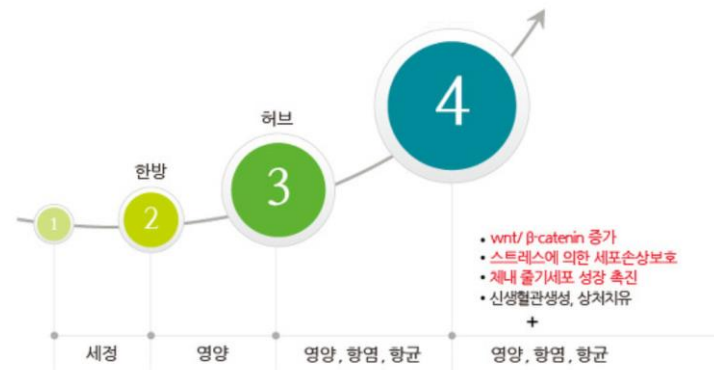 4
허브
3
한방
2
1
• wnt/ β-catenin 증가
• 스트레스에 의한 세포손상보호
• 체내 줄기세포 성장 촉진
• 신생혈관생성, 상처치유
+
세정
영양
영양, 항염, 항균
영양, 항염, 항균